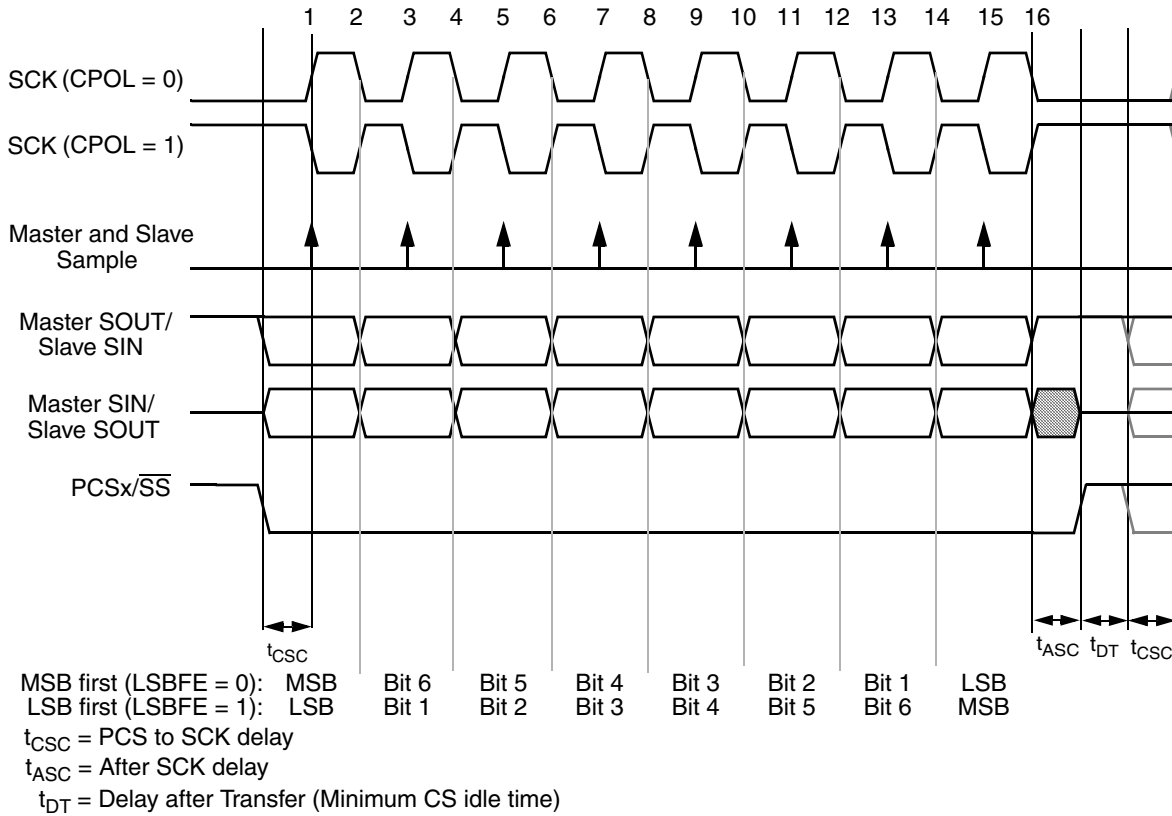 1 2 3 4 5 6 7 8 9 10 11 12 13 14 15 16
SCK (CPOL = 0)
SCK (CPOL = 1)
Master and Slave
Sample
Master SOUT/
Slave SIN
Master SIN/
Slave SOUT
PCSx/SS
tCSC tASC tDT tCSC
MSB first (LSBFE = 0): MSB Bit 6 Bit 5 Bit 4 Bit 3 Bit 2 Bit 1 LSB
LSB first (LSBFE = 1): LSB Bit 1 Bit 2 Bit 3 Bit 4 Bit 5 Bit 6 MSB
tCSC = PCS to SCK delay
tASC = After SCK delay
tDT = Delay after Transfer (Minimum CS idle time)